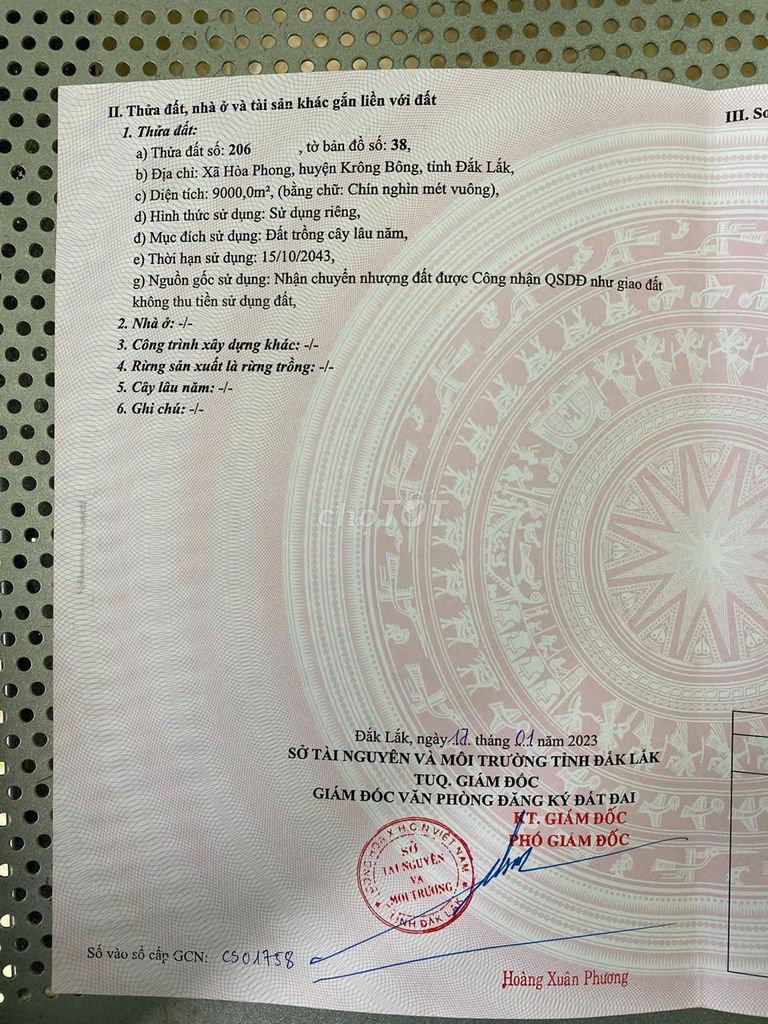 II. Thửa đất, nhà ở và tài sản khác gắn liền với đất
1. Thửa đất:
a) Thửa đất số: 206 , tờ bản đồ số: 38,
b) Địa chỉ: Xã Hòa Phong, huyện Krông Bông, tỉnh Đắk Lắk,
c) Diện tích: 9000,0m², (bằng chữ: Chín nghìn mét vuông),
d) Hình thức sử dụng: Sử dụng riêng,
đ) Mục đích sử dụng: Đất trồng cây lâu năm,
e) Thời hạn sử dụng: 15/10/2043,
g) Nguồn gốc sử dụng: Nhận chuyển nhượng đất được Công nhận QSDĐ như giao đất
không thu tiền sử dụng đất,
2. Nhà ở: -/-
3. Công trình xây dựng khác: -/-
4. Rừng sản xuất là rừng trồng: -/-
5. Cây lâu năm: -/-
6. Ghi chú: -/-
III. Sơ
chợTỐT
Đắk Lắk, ngày 17. tháng 01 năm 2023
SỞ TÀI NGUYÊN VÀ MÔI TRƯỜNG TỈNH ĐẮK LẮK
TUQ. GIÁM ĐỐC
GIÁM ĐỐC VĂN PHÒNG ĐĂNG KÝ ĐẤT ĐAI
KT. GIÁM ĐỐC
PHÓ GIÁM ĐỐC
CỘNG HÒA X.H.C.N VIỆT NAM
SỞ
TÀI NGUYÊN
VÀ
MÔI TRƯỜNG
TỈNH ĐẮK LẮK
Số vào sổ cấp GCN: CS01758
Hoàng Xuân Phương